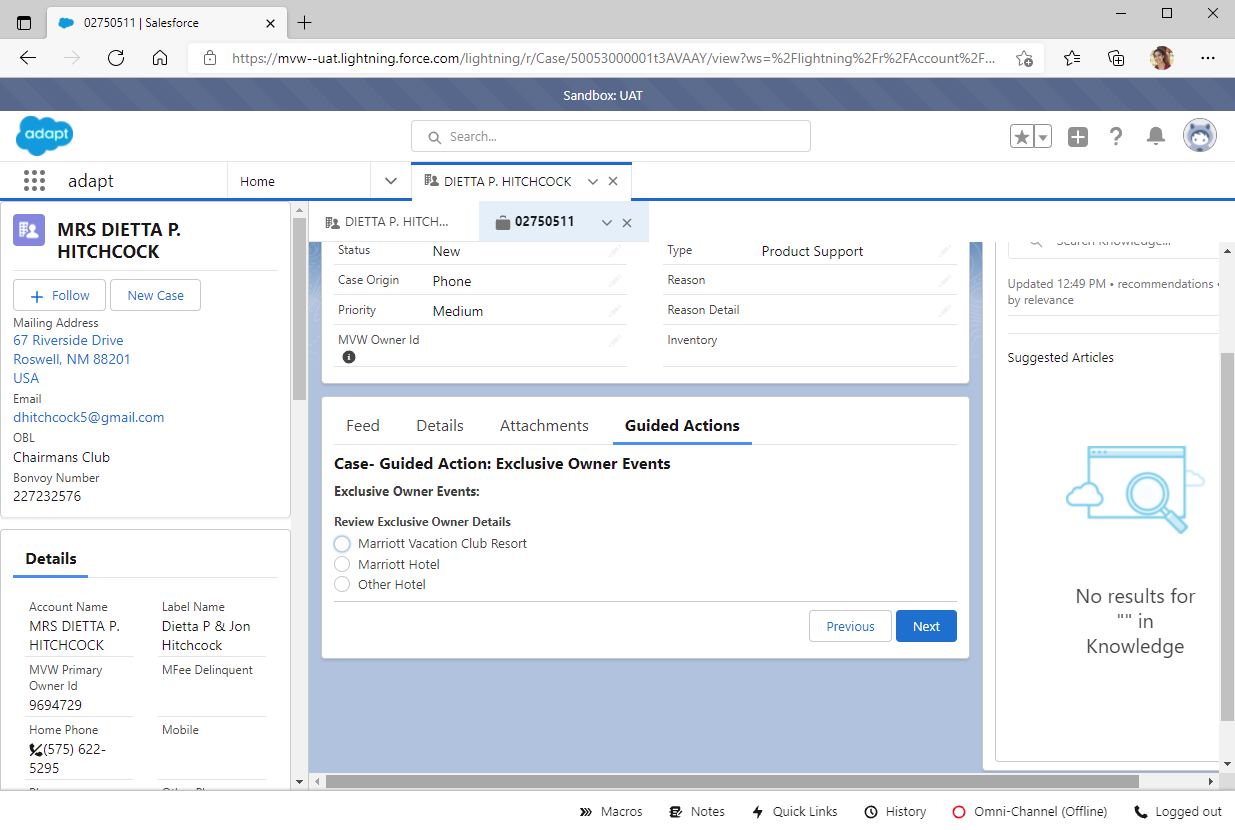 02750511 | Salesforce
https://mvw--uat.lightning.force.com/lightning/r/Case/50053000001t3AVAAY/view?ws=%2Flightning%2Fr%2FAccount%2F...
Sandbox: UAT
adapt
Search...
adapt
Home
DIETTA P. HITCHCOCK
MRS DIETTA P.
HITCHCOCK
Follow
New Case
Mailing Address
67 Riverside Drive
Roswell, NM 88201
USA
Email
dhitchcock5@gmail.com
OBL
Chairmans Club
Bonvoy Number
227232576
Details
Account Name
MRS DIETTA P.
HITCHCOCK
Label Name
Dietta P & Jon
Hitchcock
MVW Primary
Owner Id
9694729
MFee Delinquent
Home Phone
(575) 622-
5295
Mobile
DIETTA P. HITCH...
02750511
Status
New
Type
Product Support
Case Origin
Phone
Reason
Priority
Medium
Reason Detail
MVW Owner Id
Inventory
Feed
Details
Attachments
Guided Actions
Case- Guided Action: Exclusive Owner Events
Exclusive Owner Events:
Review Exclusive Owner Details
Marriott Vacation Club Resort
Marriott Hotel
Other Hotel
Previous
Next
Search Knowledge...
Updated 12:49 PM • recommendations •
by relevance
Suggested Articles
No results for
"" in
Knowledge
Macros
Notes
Quick Links
History
Omni-Channel (Offline)
Logged out